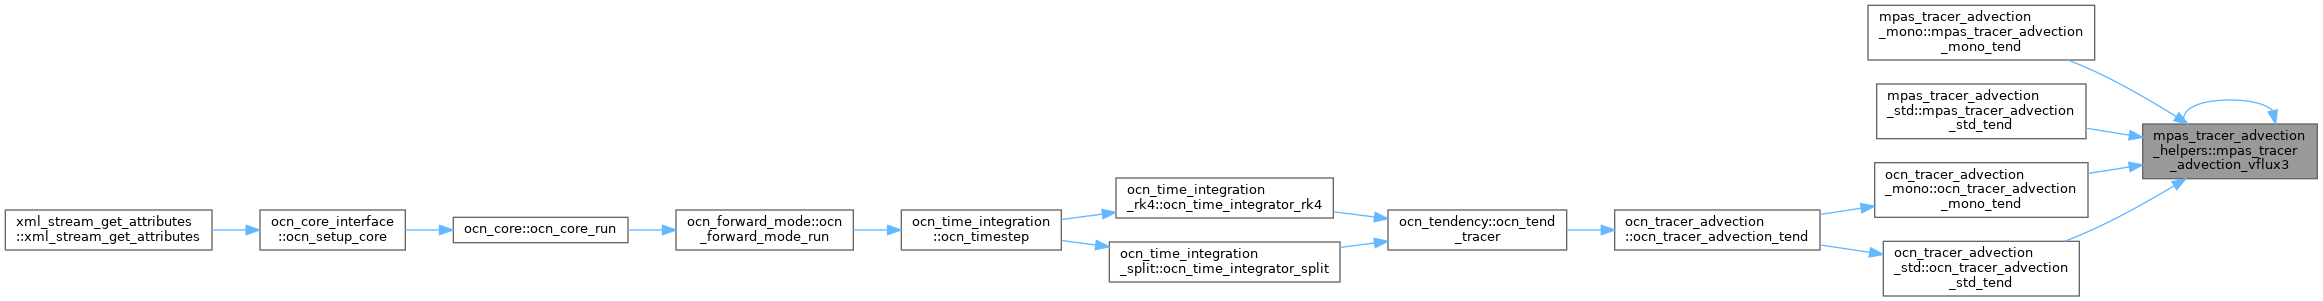 xml_stream_get_attributes
::xml_stream_get_attributes
ocn_core_interface
::ocn_setup_core
ocn_core::ocn_core_run
ocn_forward_mode::ocn
_forward_mode_run
ocn_time_integration
::ocn_timestep
ocn_time_integration
_rk4::ocn_time_integrator_rk4
ocn_time_integration
_split::ocn_time_integrator_split
ocn_tendency::ocn_tend
_tracer
ocn_tracer_advection
::ocn_tracer_advection_tend
mpas_tracer_advection
_mono::mpas_tracer_advection
_mono_tend
mpas_tracer_advection
_std::mpas_tracer_advection
_std_tend
ocn_tracer_advection
_mono::ocn_tracer_advection
_mono_tend
ocn_tracer_advection
_std::ocn_tracer_advection
_std_tend
mpas_tracer_advection
_helpers::mpas_tracer
_advection_vflux3